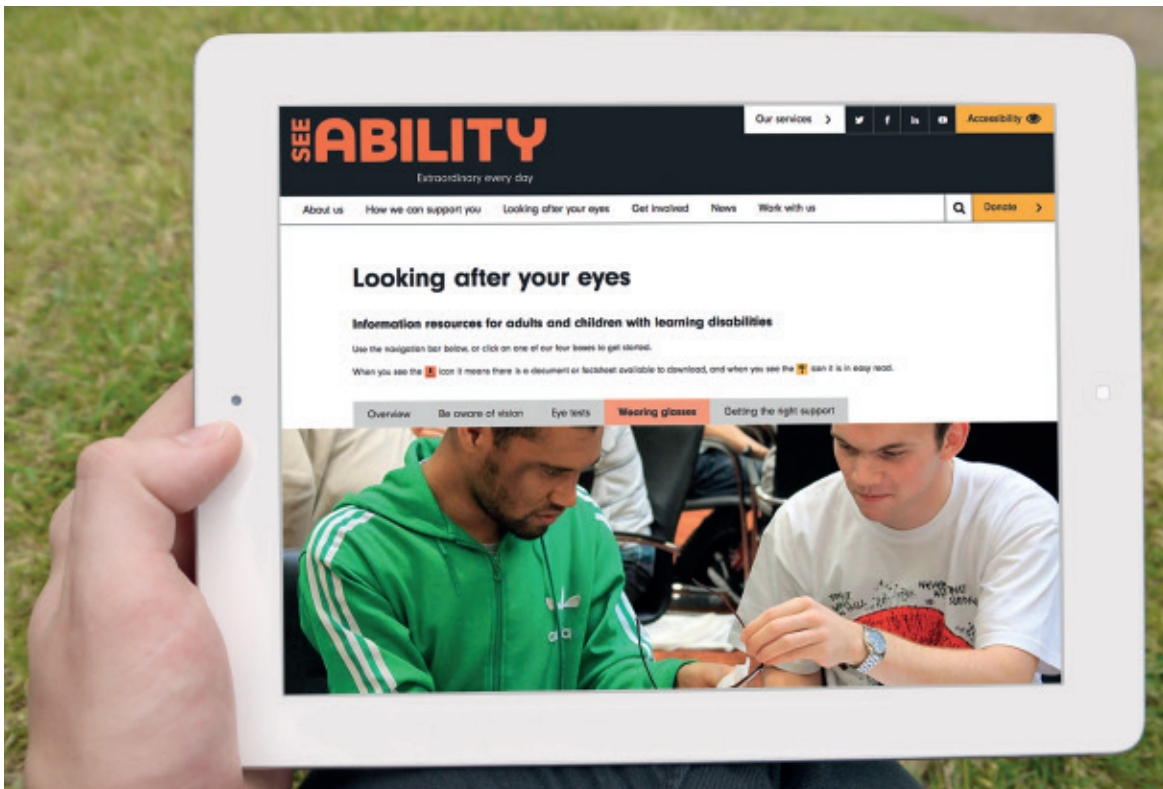 SEE ABILITY
Extraordinary every day
Our services
Accessibility
About us How we can support you Looking after your eyes Get involved News Work with us
Donate
Looking after your eyes
Information resources for adults and children with learning disabilities
Use the navigation bar below, or click on one of our four boxes to get started.
When you see the icon it means there is a document or factsheet available to download, and when you see the icon it is in easy read.
Overview Be aware of vision Eye tests Wearing glasses Getting the right support